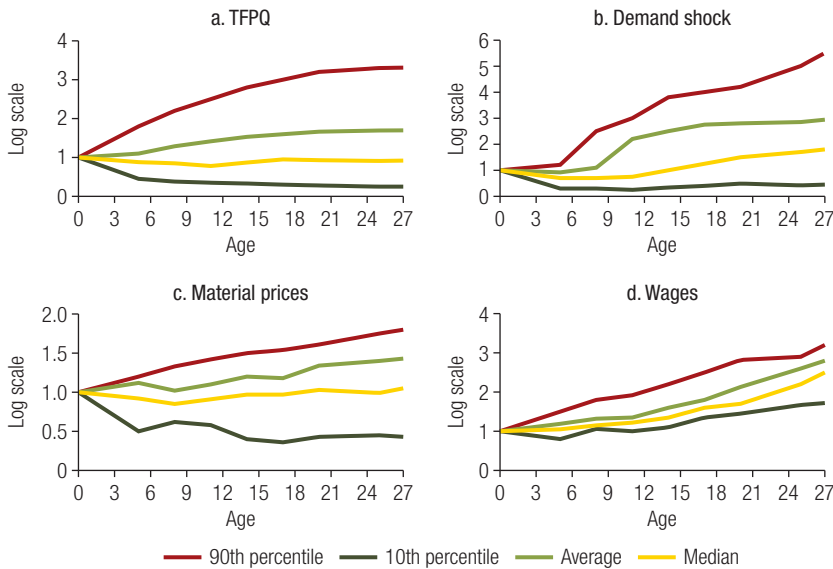 a. TFPQ
Log scale
4
3
2
1
0
0 3 6 9 12 15 18 21 24 27
Age
b. Demand shock
Log scale
6
5
4
3
2
1
0
0 3 6 9 12 15 18 21 24 27
Age
c. Material prices
Log scale
2.0
1.5
1.0
0.5
0
0 3 6 9 12 15 18 21 24 27
Age
d. Wages
Log scale
4
3
2
1
0
0 3 6 9 12 15 18 21 24 27
Age
90th percentile 10th percentile Average Median